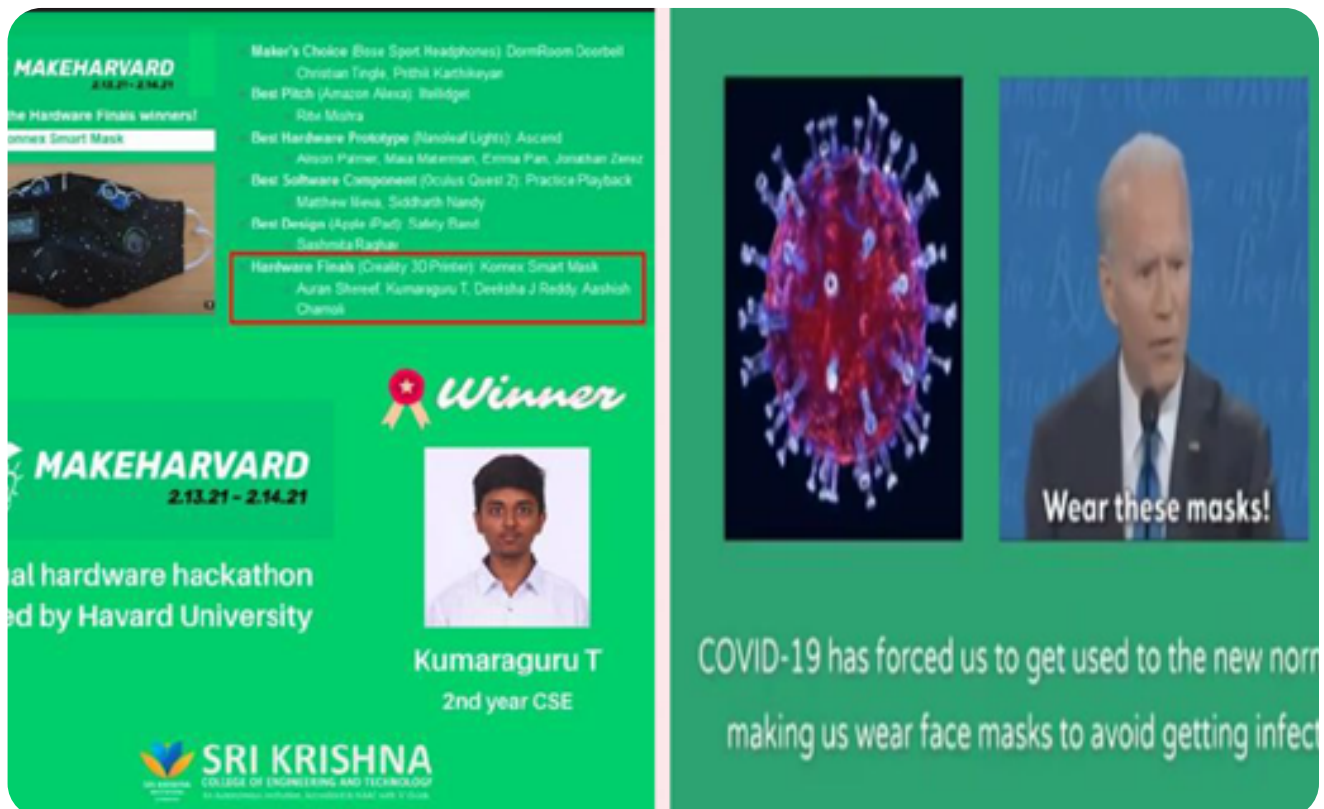 MAKEHARVARD
2.13.21 - 2.14.21
the Hardware Finals winners!
onnex Smart Mask
Maker's Choice (Bose Sport Headphones): DormRoom Doorbell
Christian Tingle, Prithik Karthikeyan
Best Pitch (Amazon Alexa):
Mishra
Best Hardware Prototype (Nanoleaf Lights): Ascend
Alison Palmer, Maia Materman, Emma Pan, Jonathan Zerez
Best Software Component (Oculus Quest 2): Practice Playback
Matthew Nieva, Siddharth Nandy
Best Design (Apple iPad): Safety Band
Sashmita Raghav
Hardware Finals (Creality 3D Printer): Konnex Smart Mask
Auran Shereef, Kumaraguru T, Deeksha J Reddy, Aashish
Chamoli
Winner
MAKEHARVARD
2.13.21 - 2.14.21
al hardware hackathon
ed by Havard University
Kumaraguru T
2nd year CSE
SRI KRISHNA
COLLEGE OF ENGINEERING AND TECHNOLOGY
Wear these masks!
COVID-19 has forced us to get used to the new norm
making us wear face masks to avoid getting infect